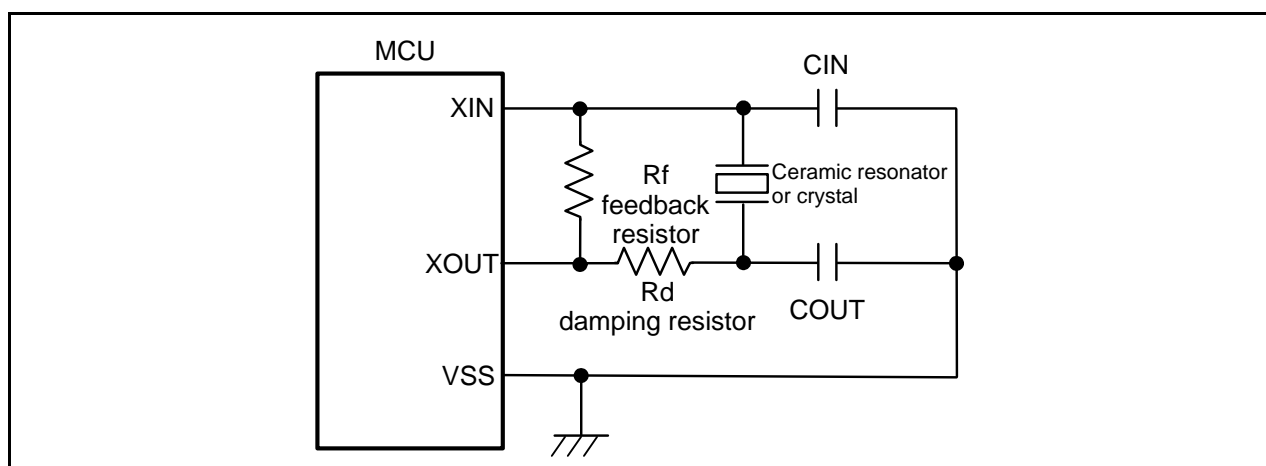 MCU
CIN
XIN
Rf
feedback
resistor
Ceramic resonator
or crystal
XOUT
Rd
damping resistor
COUT
VSS